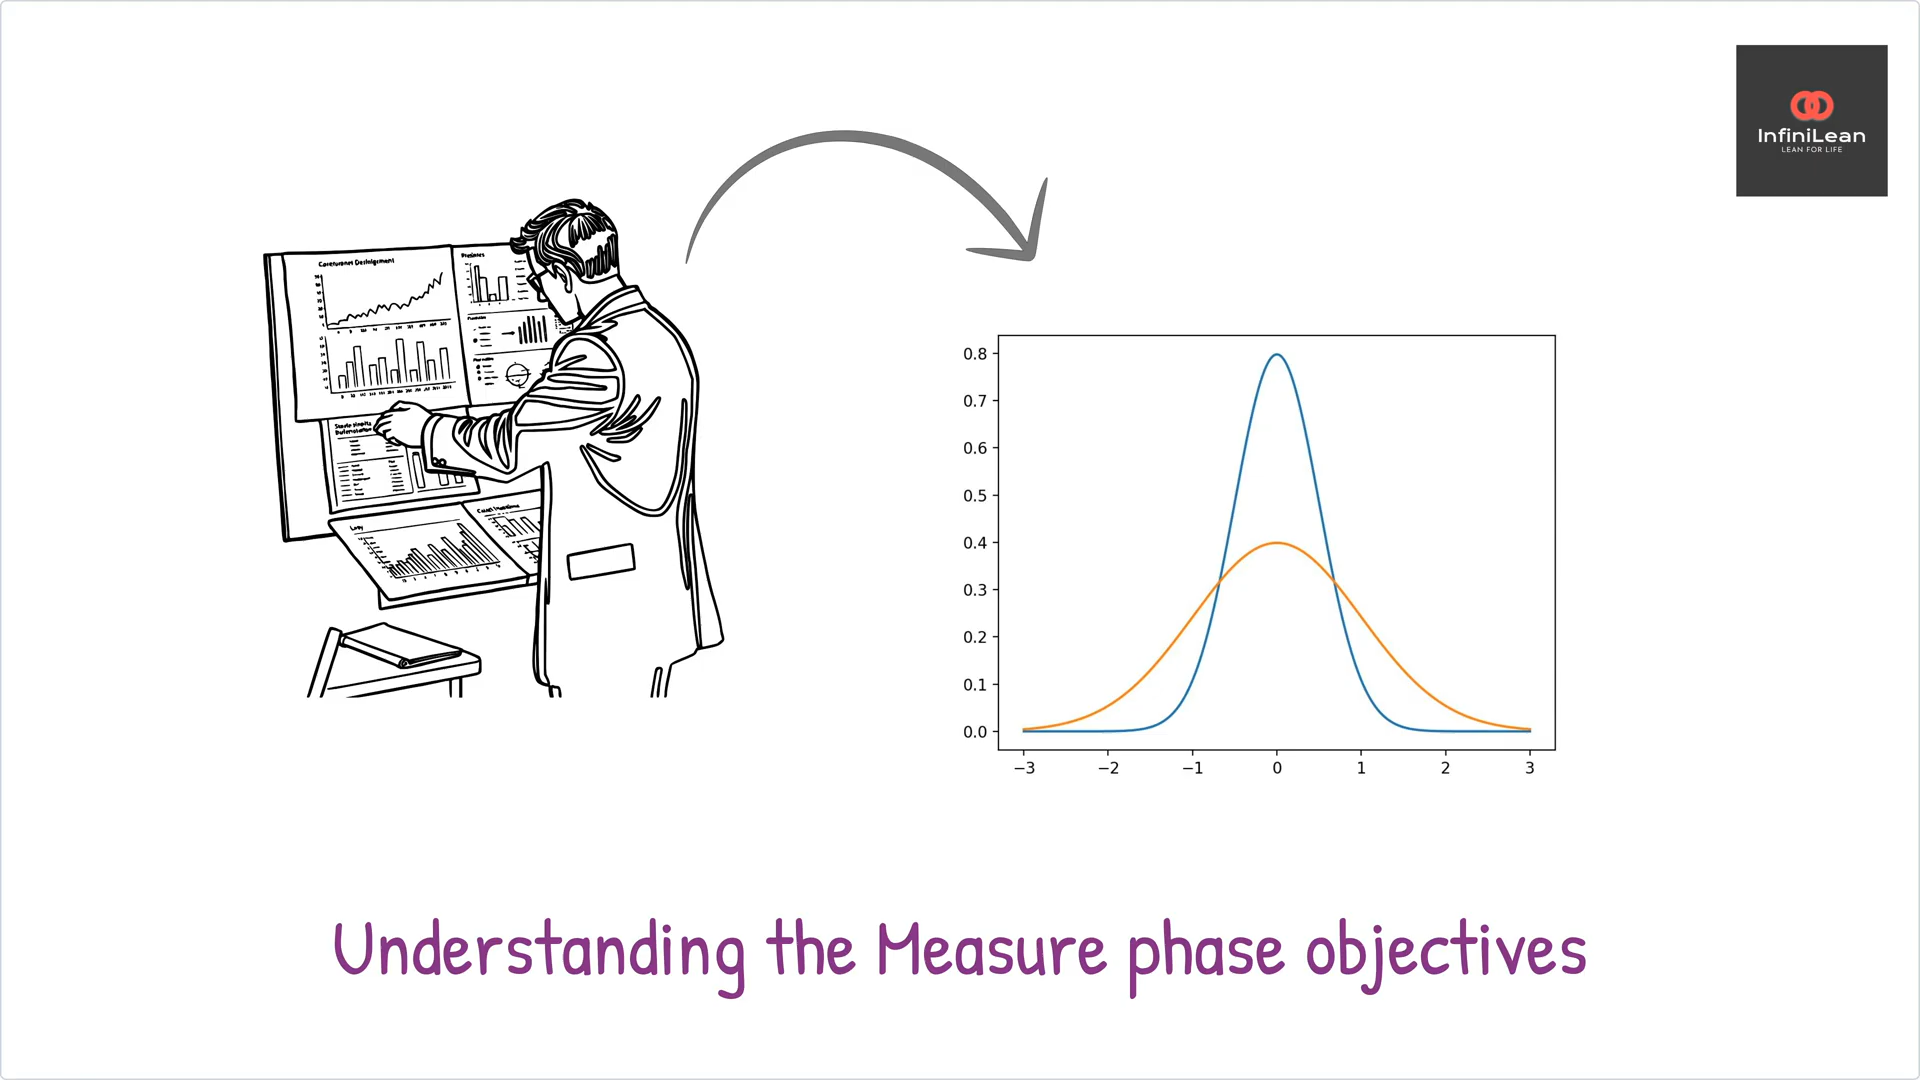 InfiniLean
LEAN FOR LIFE
0.8
0.7
0.6
0.5
0.4
0.3
0.2
0.1
0.0
−3 −2 −1 0 1 2 3
Understanding the Measure phase objectives